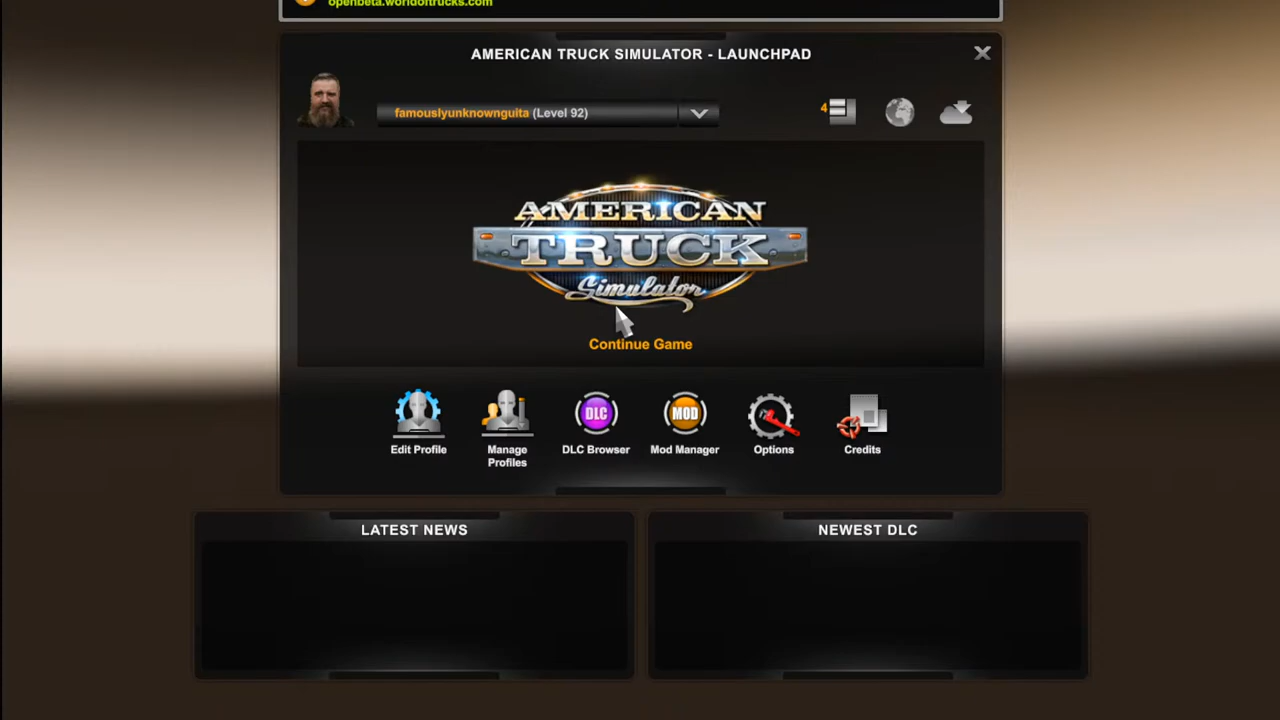 openbeta.worldoftrucks.com
AMERICAN TRUCK SIMULATOR - LAUNCHPAD
famouslyunknownguita (Level 92)
4
AMERICAN
TRUCK
Simulator
Continue Game
Edit Profile
Manage
Profiles
DLC
DLC Browser
MOD
Mod Manager
Options
Credits
LATEST NEWS
NEWEST DLC